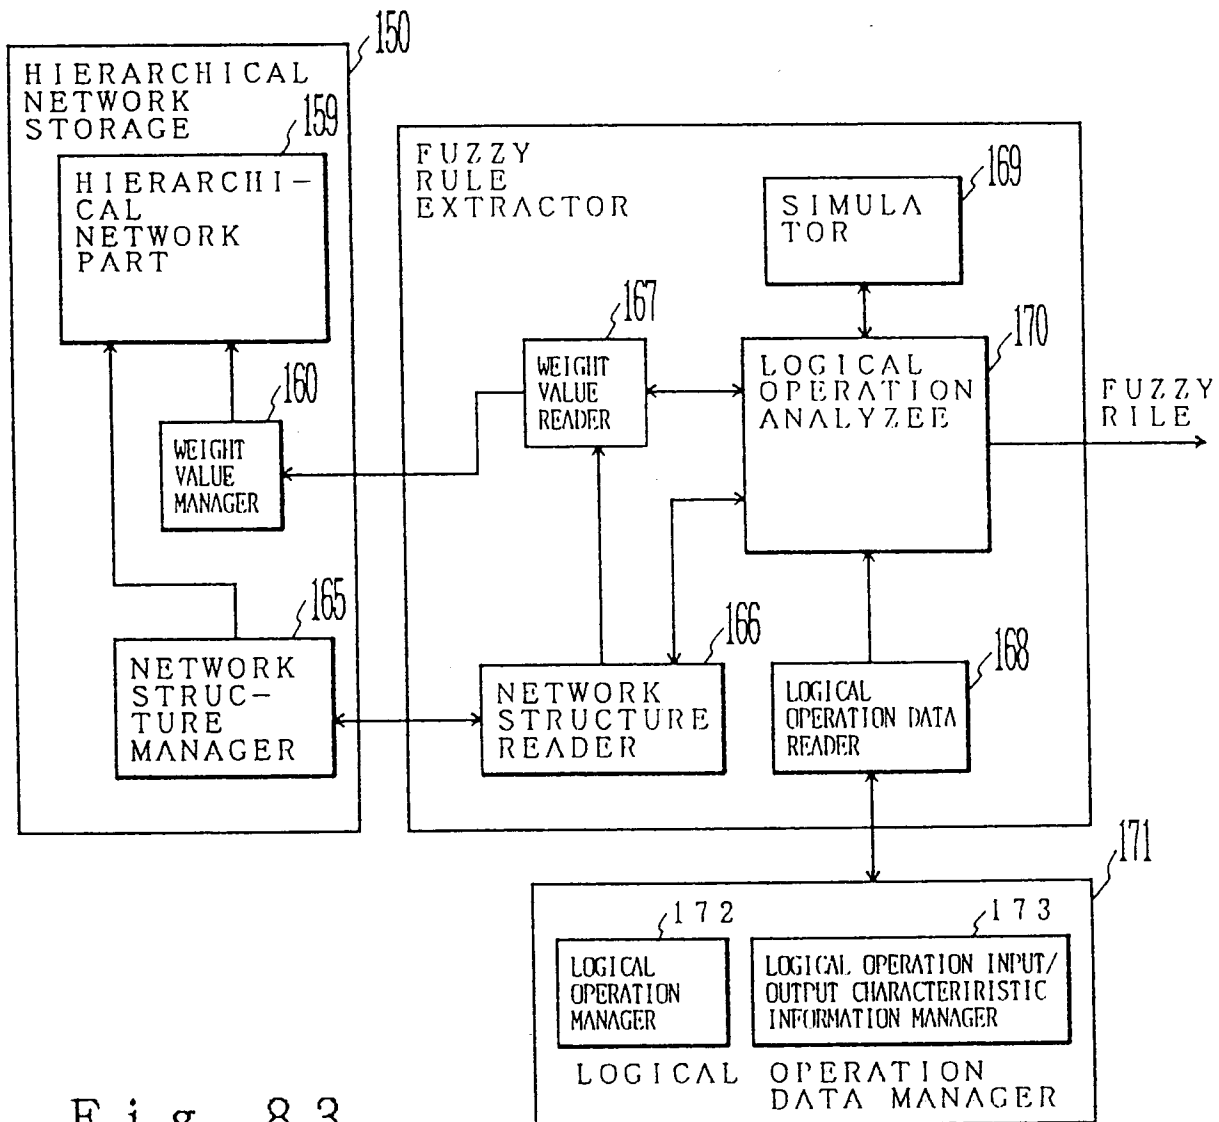 150
HIERARCHICAL
NETWORK
STORAGE
159
HIERARCHI-
CAL
NETWORK
PART
160
WEIGHT
VALUE
MANAGER
165
NETWORK
STRUC-
TURE
MANAGER
FUZZY
RULE
EXTRACTOR
169
SIMULA
TOR
167
WEIGHT
VALUE
READER
170
LOGICAL
OPERATION
ANALYZEE
FUZZY
RILE
166
NETWORK
STRUCTURE
READER
168
LOGICAL
OPERATION DATA
READER
171
172
LOGICAL
OPERATION
MANAGER
173
LOGICAL OPERATION INPUT/
OUTPUT CHARACTERIRISTIC
INFORMATION MANAGER
LOGICAL OPERATION
DATA MANAGER
Fig. 83